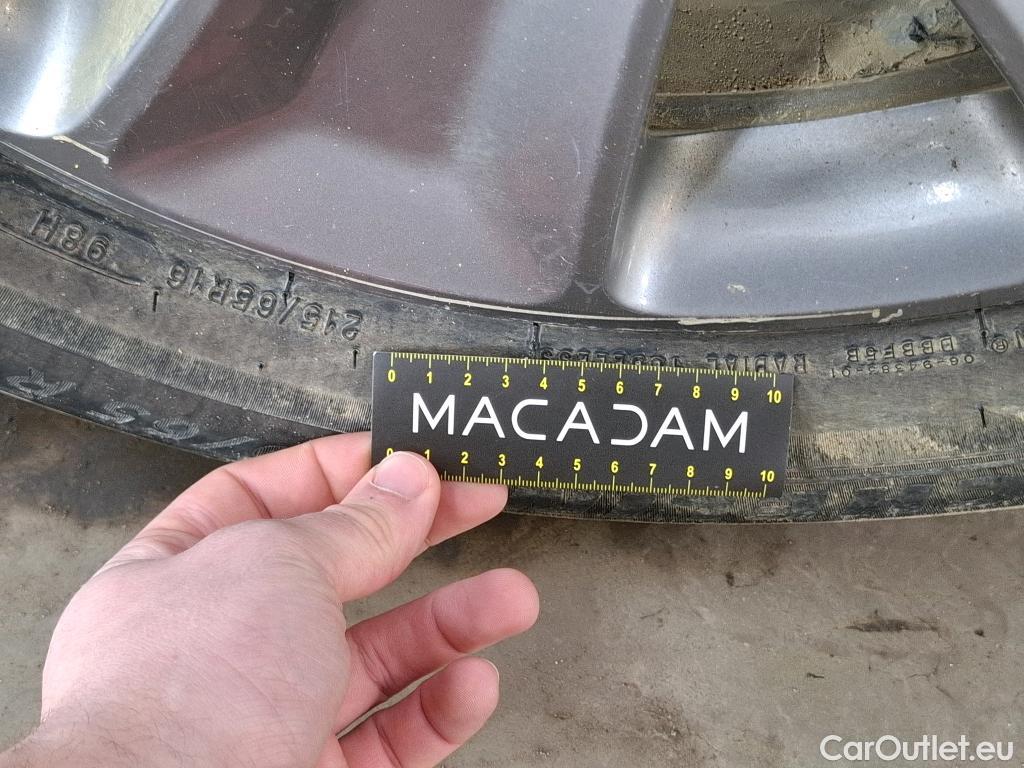 215/65R16 98H
RADIAL TUBELESS
0 1 2 3 4 5 6 7 8 9 10
MACADAM
0 1 2 3 4 5 6 7 8 9 10
CarOutlet.eu